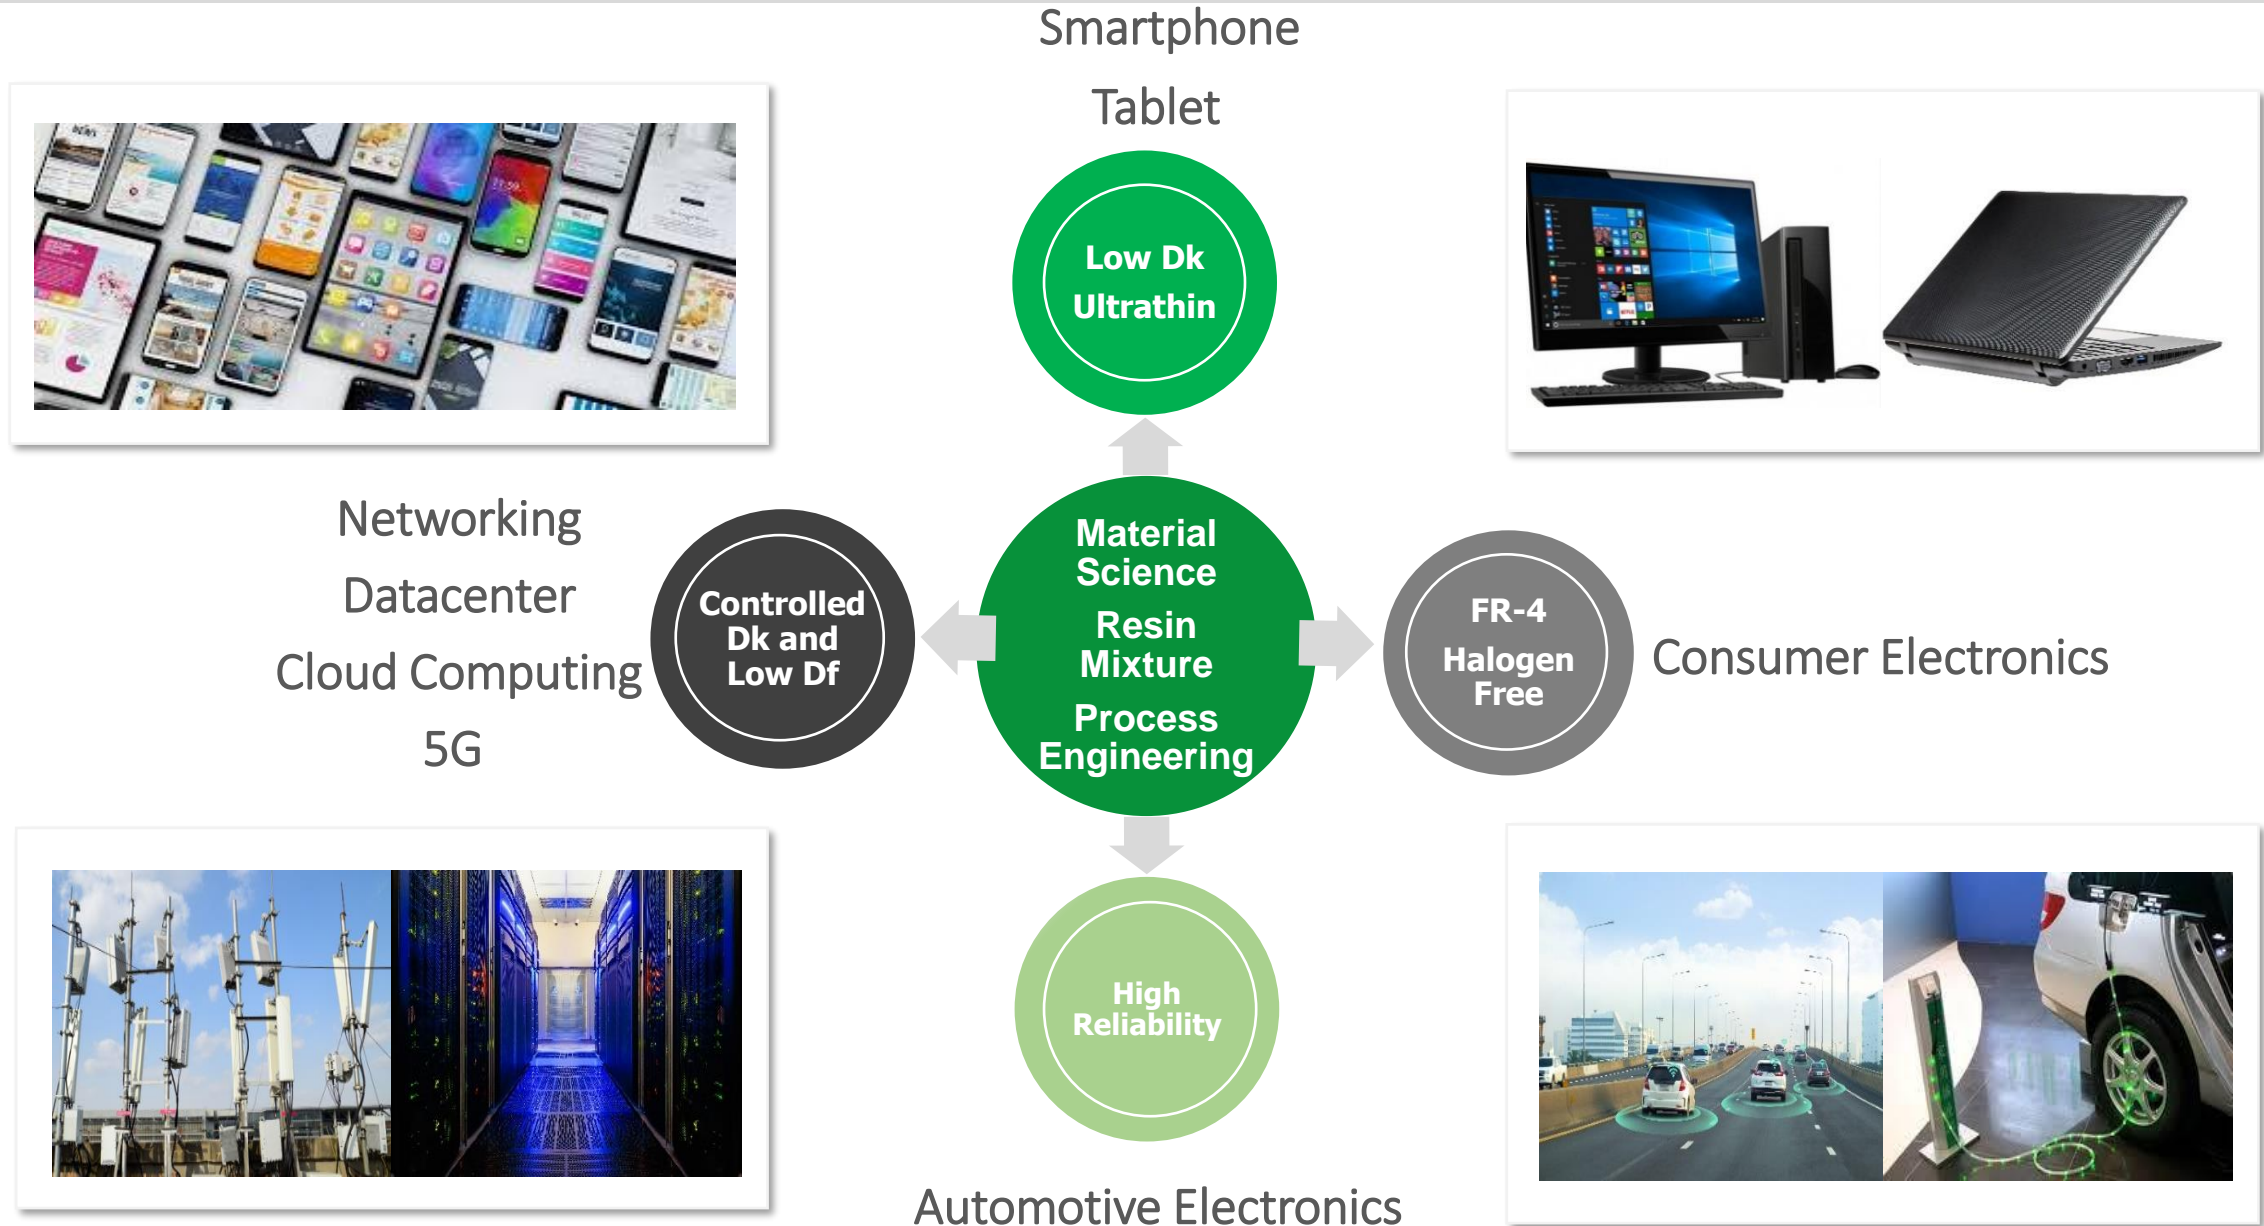 Smartphone
Tablet
Low Dk
Ultrathin
Networking
Datacenter
Cloud Computing
5G
Controlled
Dk and
Low Df
Material
Science
Resin
Mixture
Process
Engineering
FR-4
Halogen
Free
Consumer Electronics
High
Reliability
Automotive Electronics